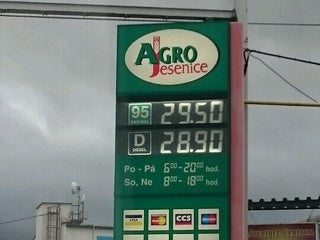 AGRO
Jesenice
95 29.50
NATURAL
D 28.90
DIESEL
Po - Pá 6⁰⁰-20⁰⁰ hod.
So, Ne 8⁰⁰-18⁰⁰ hod.
VISA
CCS